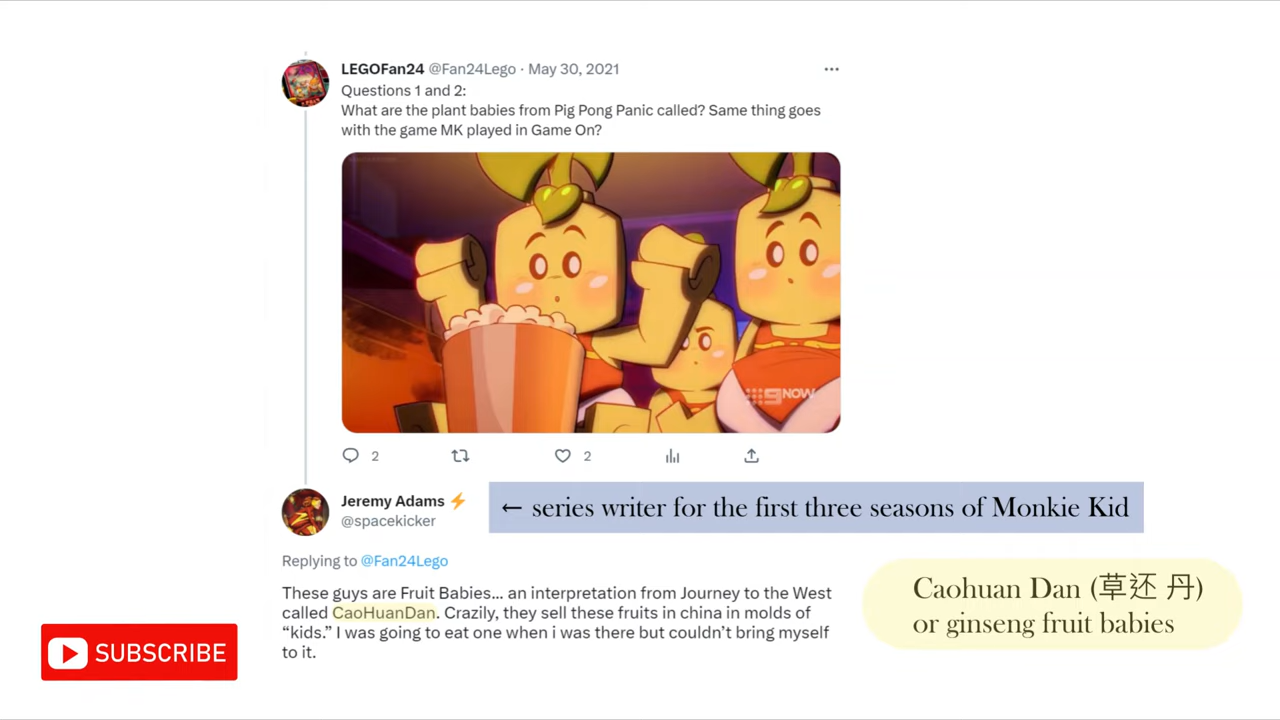 LEGOFan24 @Fan24Lego · May 30, 2021
Questions 1 and 2:
What are the plant babies from Pig Pong Panic called? Same thing goes
with the game MK played in Game On?
9NOW
2
2
Jeremy Adams⚡
@spacekicker
← series writer for the first three seasons of Monkie Kid
Replying to @Fan24Lego
These guys are Fruit Babies... an interpretation from Journey to the West
called CaoHuanDan. Crazily, they sell these fruits in china in molds of
“kids.” I was going to eat one when i was there but couldn’t bring myself
to it.
Caohuan Dan (草还 丹)
or ginseng fruit babies
SUBSCRIBE